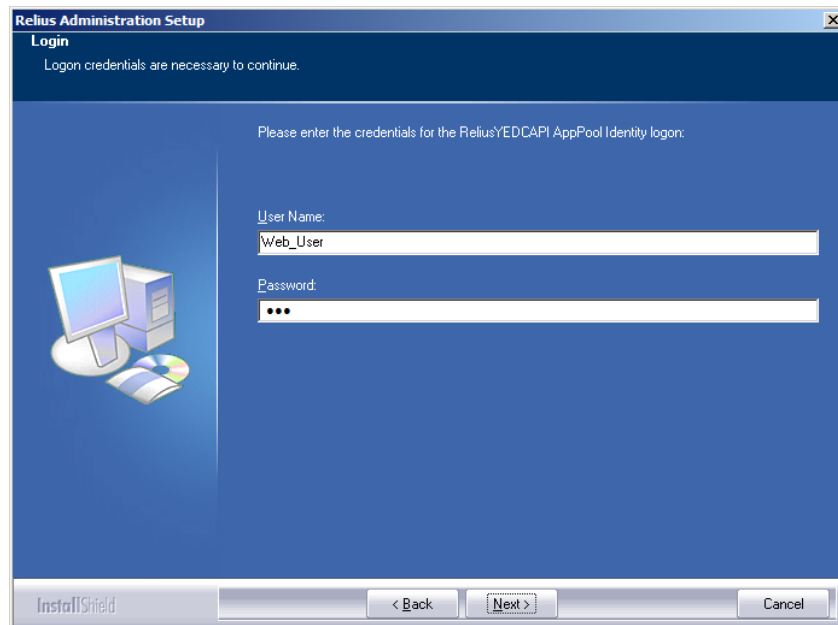 Relius Administration Setup
Login
Logon credentials are necessary to continue.
Please enter the credentials for the ReliusYEDCAPI AppPool Identity logon:
User Name:
Web_User
Password:
●●●
InstallShield
< Back
Next >
Cancel